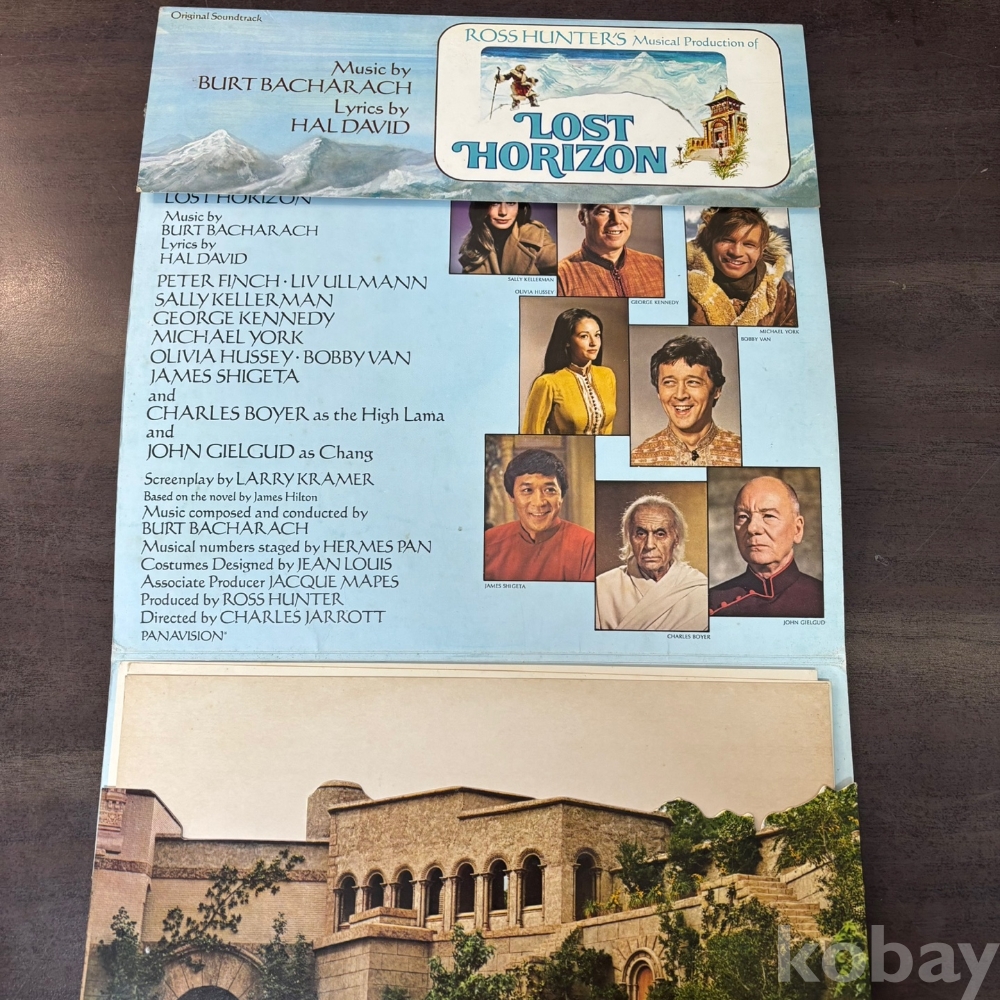 Original Soundtrack
Music by
BURT BACHARACH
Lyrics by
HAL DAVID
ROSS HUNTER'S Musical Production of
LOST
HORIZON
LOST HORIZON
Music by
BURT BACHARACH
Lyrics by
HAL DAVID
PETER FINCH · LIV ULLMANN
SALLY KELLERMAN
GEORGE KENNEDY
MICHAEL YORK
OLIVIA HUSSEY · BOBBY VAN
JAMES SHIGETA
and
CHARLES BOYER as the High Lama
and
JOHN GIELGUD as Chang
Screenplay by LARRY KRAMER
Based on the novel by James Hilton
Music composed and conducted by
BURT BACHARACH
Musical numbers staged by HERMES PAN
Costumes Designed by JEAN LOUIS
Associate Producer JACQUE MAPES
Produced by ROSS HUNTER
Directed by CHARLES JARROTT
PANAVISION®
SALLY KELLERMAN
OLIVIA HUSSEY
GEORGE KENNEDY
MICHAEL YORK
BOBBY VAN
JAMES SHIGETA
CHARLES BOYER
JOHN GIELGUD
kobay